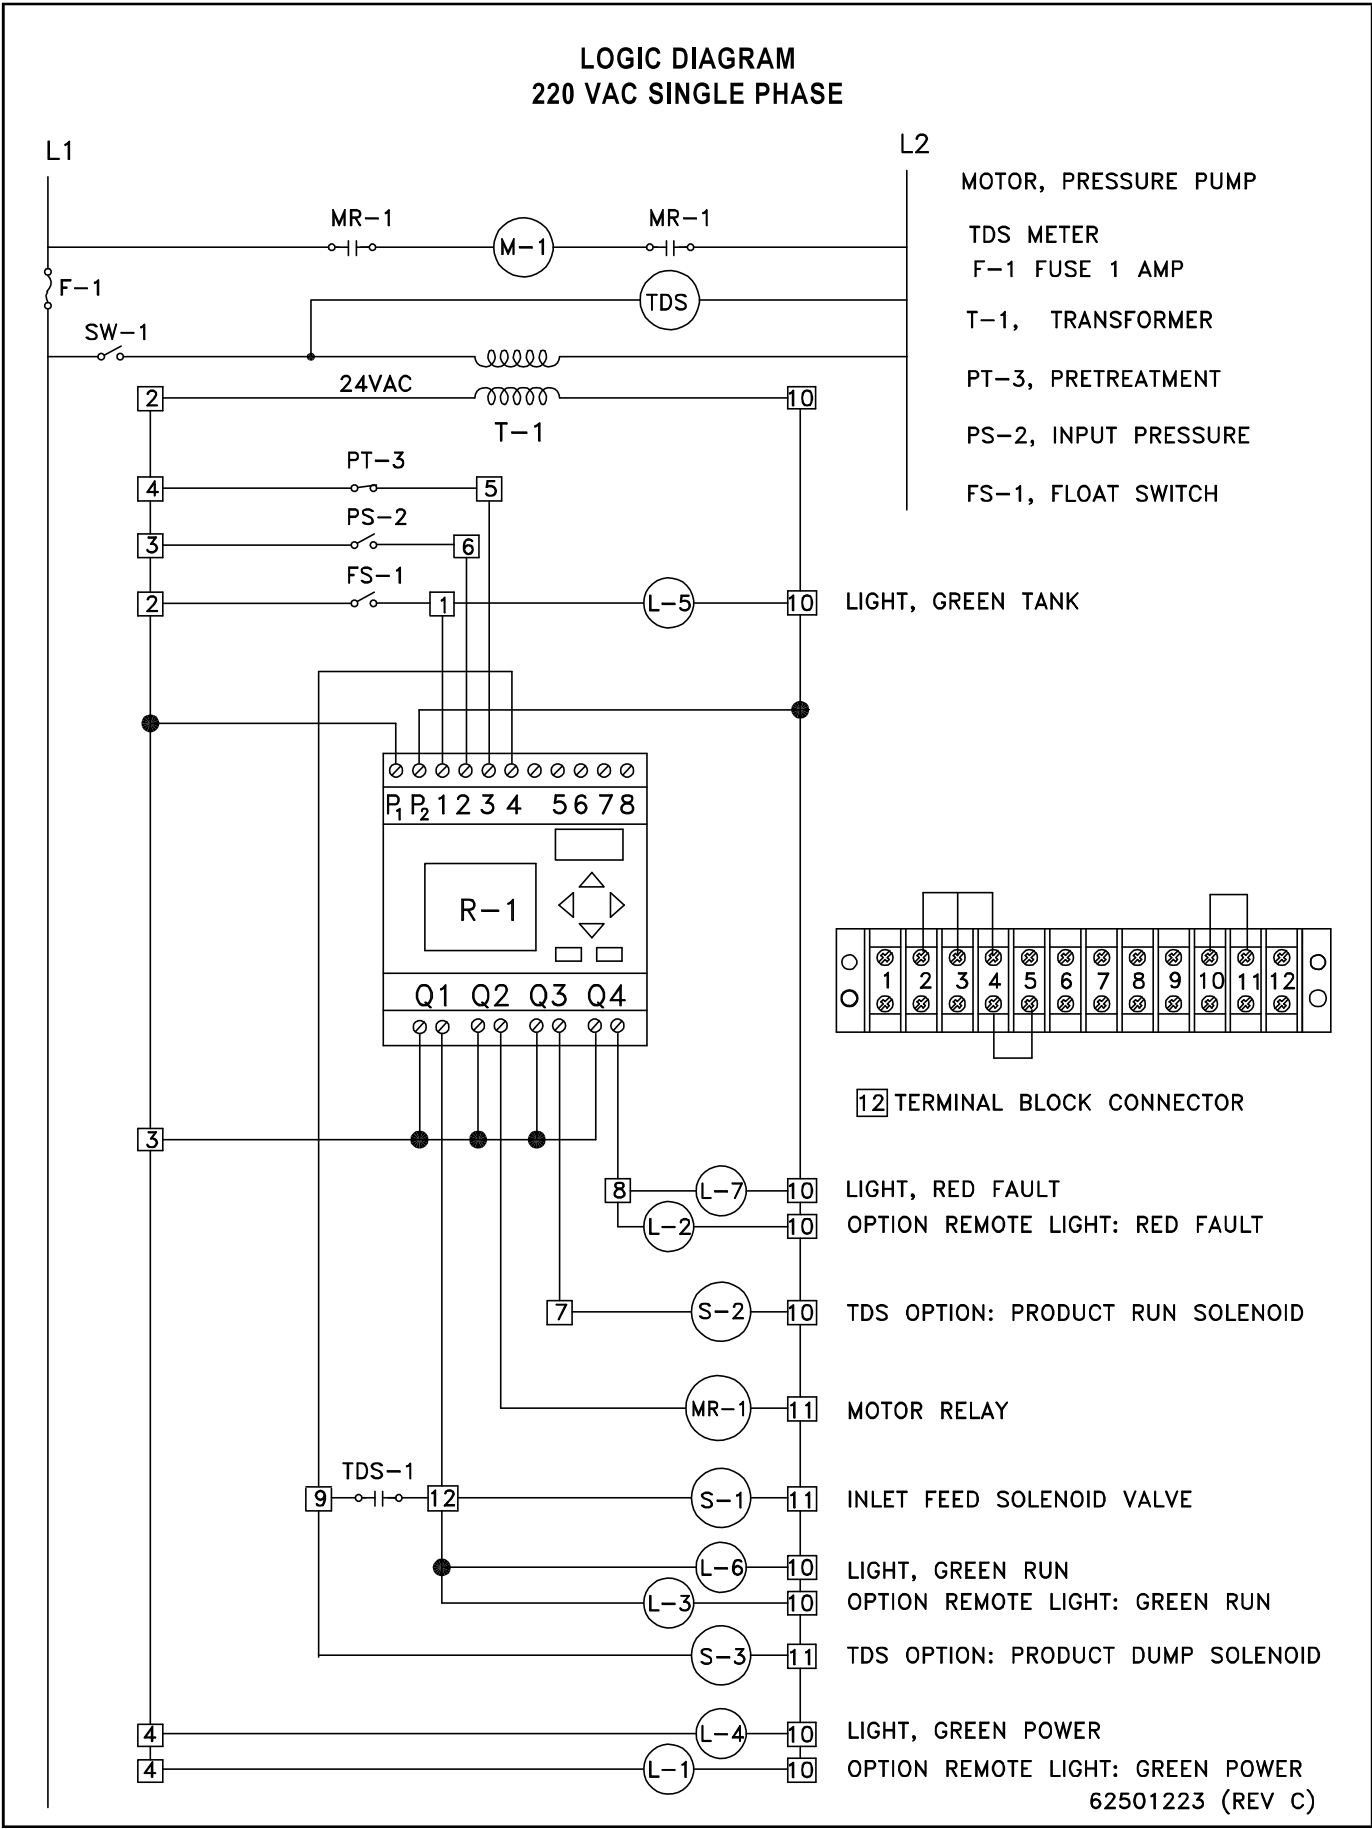 LOGIC DIAGRAM
220 VAC SINGLE PHASE
L1
L2
MOTOR, PRESSURE PUMP
MR-1
M-1
MR-1
TDS METER
F-1 FUSE 1 AMP
F-1
TDS
T-1, TRANSFORMER
SW-1
24VAC
PT-3, PRETREATMENT
2
10
T-1
PS-2, INPUT PRESSURE
PT-3
4
5
FS-1, FLOAT SWITCH
PS-2
3
6
FS-1
2
1
L-5
10
LIGHT, GREEN TANK
P1 P2 1 2 3 4 5 6 7 8
R-1
Q1 Q2 Q3 Q4
1 2 3 4 5 6 7 8 9 10 11 12
12 TERMINAL BLOCK CONNECTOR
3
8
L-7
10
LIGHT, RED FAULT
L-2
10
OPTION REMOTE LIGHT: RED FAULT
7
S-2
10
TDS OPTION: PRODUCT RUN SOLENOID
MR-1
11
MOTOR RELAY
TDS-1
9
12
S-1
11
INLET FEED SOLENOID VALVE
L-6
10
LIGHT, GREEN RUN
L-3
10
OPTION REMOTE LIGHT: GREEN RUN
S-3
11
TDS OPTION: PRODUCT DUMP SOLENOID
4
L-4
10
LIGHT, GREEN POWER
4
L-1
10
OPTION REMOTE LIGHT: GREEN POWER
62501223 (REV C)